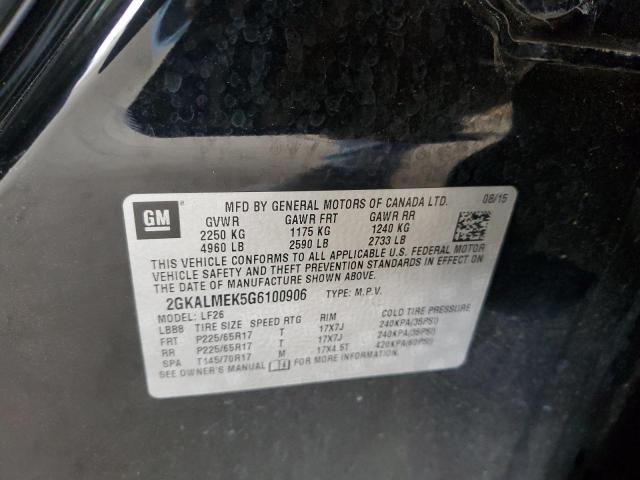 GM
MFD BY GENERAL MOTORS OF CANADA LTD.
08/15
GVWR GAWR FRT GAWR RR
2250 KG 1175 KG 1240 KG
4960 LB 2590 LB 2733 LB
THIS VEHICLE CONFORMS TO ALL APPLICABLE U.S. FEDERAL MOTOR
VEHICLE SAFETY AND THEFT PREVENTION STANDARDS IN EFFECT ON
THE DATE OF MANUFACTURE SHOWN ABOVE.
2GKALMEK5G6100906 TYPE: M.P.V.
MODEL: LF26
LBB8 TIRE SIZE SPEED RTG RIM COLD TIRE PRESSURE
FRT P225/65R17 T 17X7J 240KPA(35PSI)
RR P225/65R17 T 17X7J 240KPA(35PSI)
SPA T145/70R17 M 17X4.5T 420KPA(60PSI)
SEE OWNER'S MANUAL FOR MORE INFORMATION.